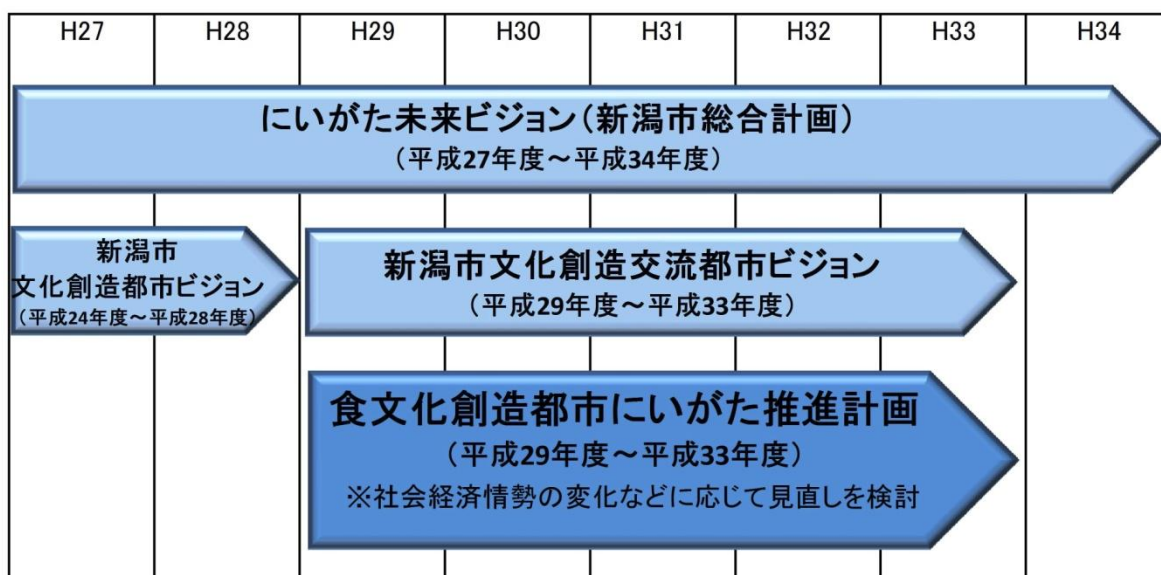 H27 H28 H29 H30 H31 H32 H33 H34
にいがた未来ビジョン（新潟市総合計画）
（平成27年度～平成34年度）
新潟市
文化創造都市ビジョン
（平成24年度～平成28年度）
新潟市文化創造交流都市ビジョン
（平成29年度～平成33年度）
食文化創造都市にいがた推進計画
（平成29年度～平成33年度）
※社会経済情勢の変化などに応じて見直しを検討